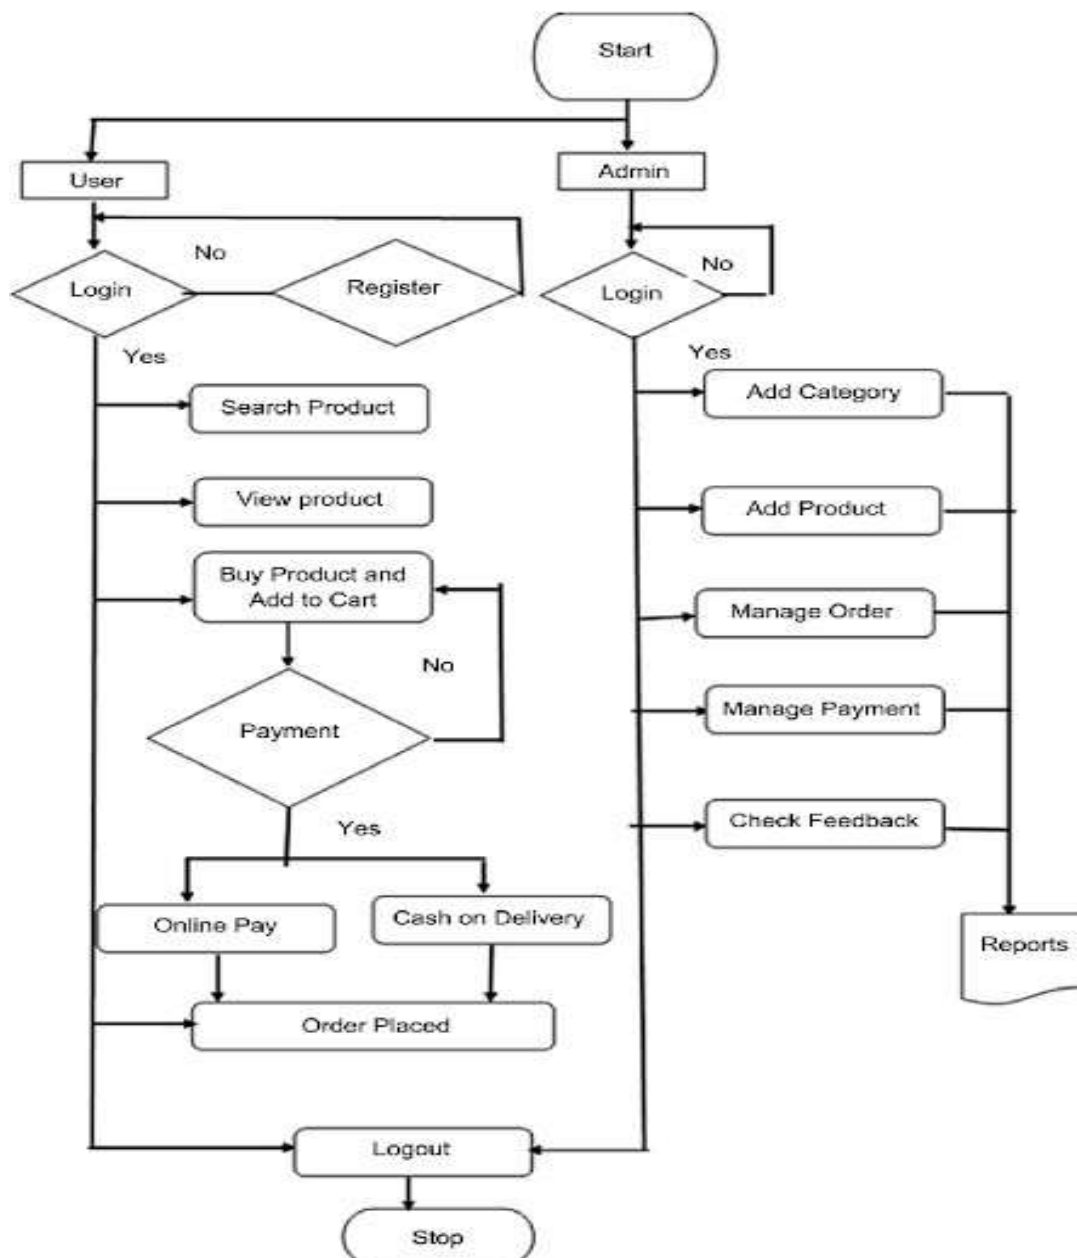 Start
User
Admin
Login
No
Register
Login
No
Yes
Yes
Search Product
Add Category
View product
Add Product
Buy Product and
Add to Cart
Manage Order
No
Payment
Manage Payment
Yes
Check Feedback
Online Pay
Cash on Delivery
Reports
Order Placed
Logout
Stop